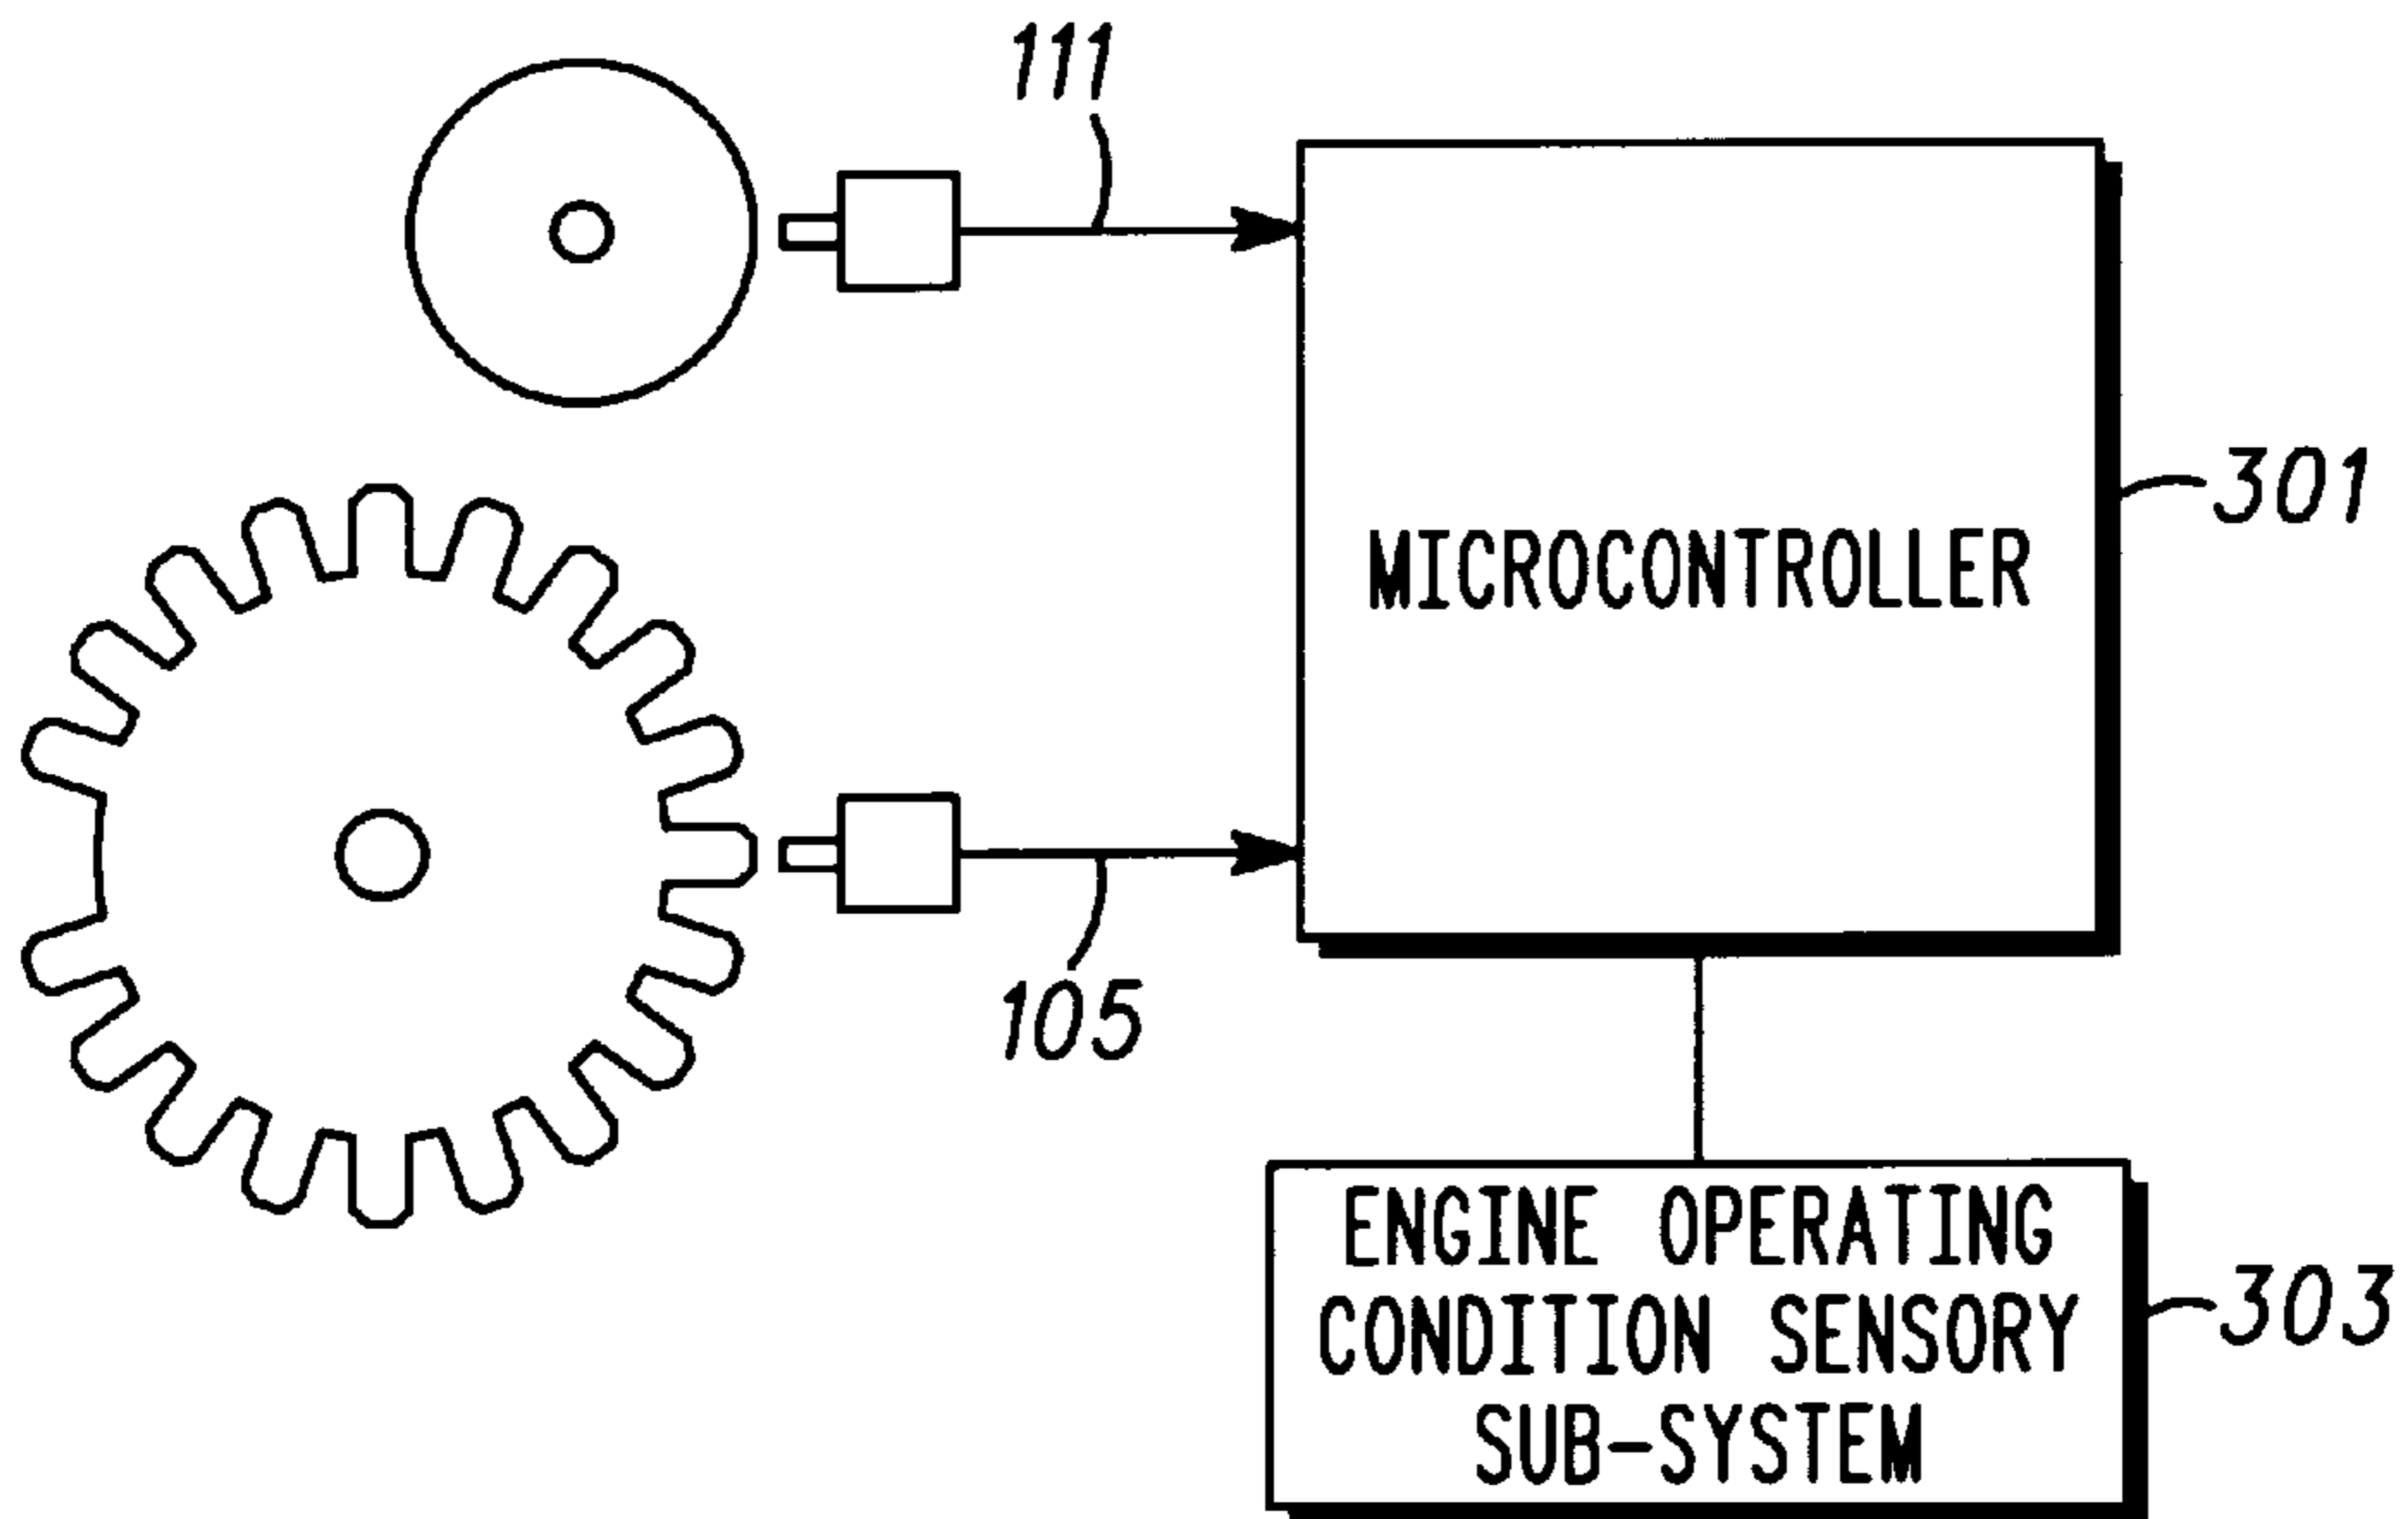 111
301
MICROCONTROLLER
105
ENGINE OPERATING
CONDITION SENSORY
SUB-SYSTEM
303